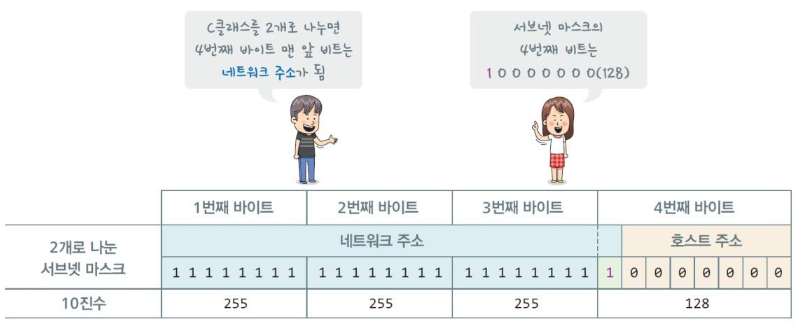 C클래스를 2개로 나누면
4번째 바이트 맨 앞 비트는
네트워크 주소가 됨
서브넷 마스크의
4번째 비트는
1 0 0 0 0 0 0 0(128)
1번째 바이트 2번째 바이트 3번째 바이트 4번째 바이트
2개로 나눈
서브넷 마스크
네트워크 주소 호스트 주소
1 1 1 1 1 1 1 1 1 1 1 1 1 1 1 1 1 1 1 1 1 1 1 1 1 0 0 0 0 0 0 0
10진수 255 255 255 128